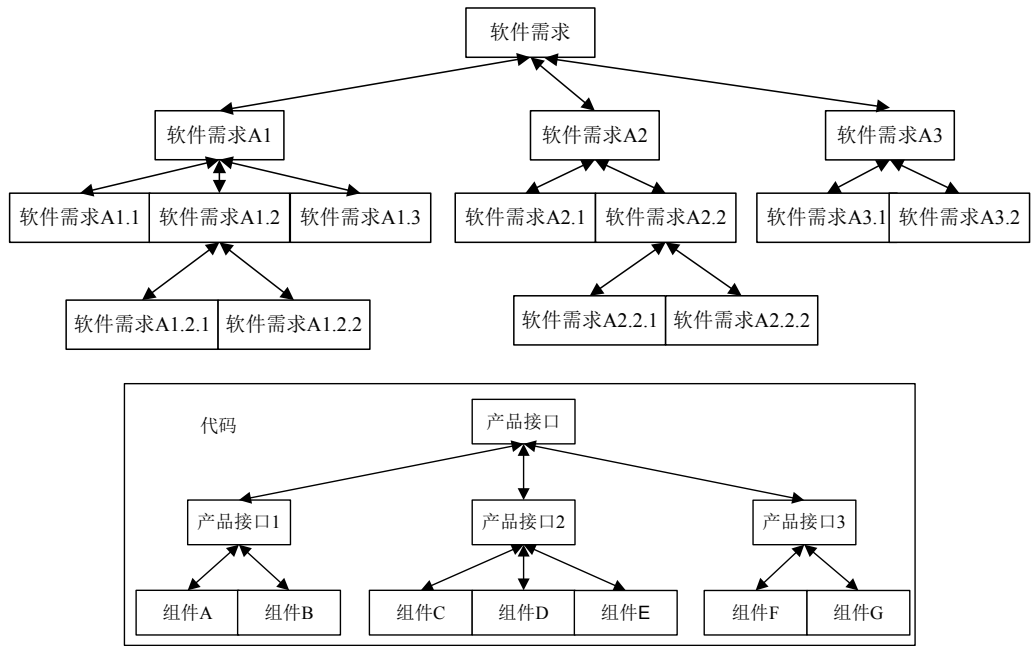 软件需求
软件需求A1
软件需求A2
软件需求A3
软件需求A1.1
软件需求A1.2
软件需求A1.3
软件需求A2.1
软件需求A2.2
软件需求A3.1
软件需求A3.2
软件需求A1.2.1
软件需求A1.2.2
软件需求A2.2.1
软件需求A2.2.2
代码
产品接口
产品接口1
产品接口2
产品接口3
组件A
组件B
组件C
组件D
组件E
组件F
组件G